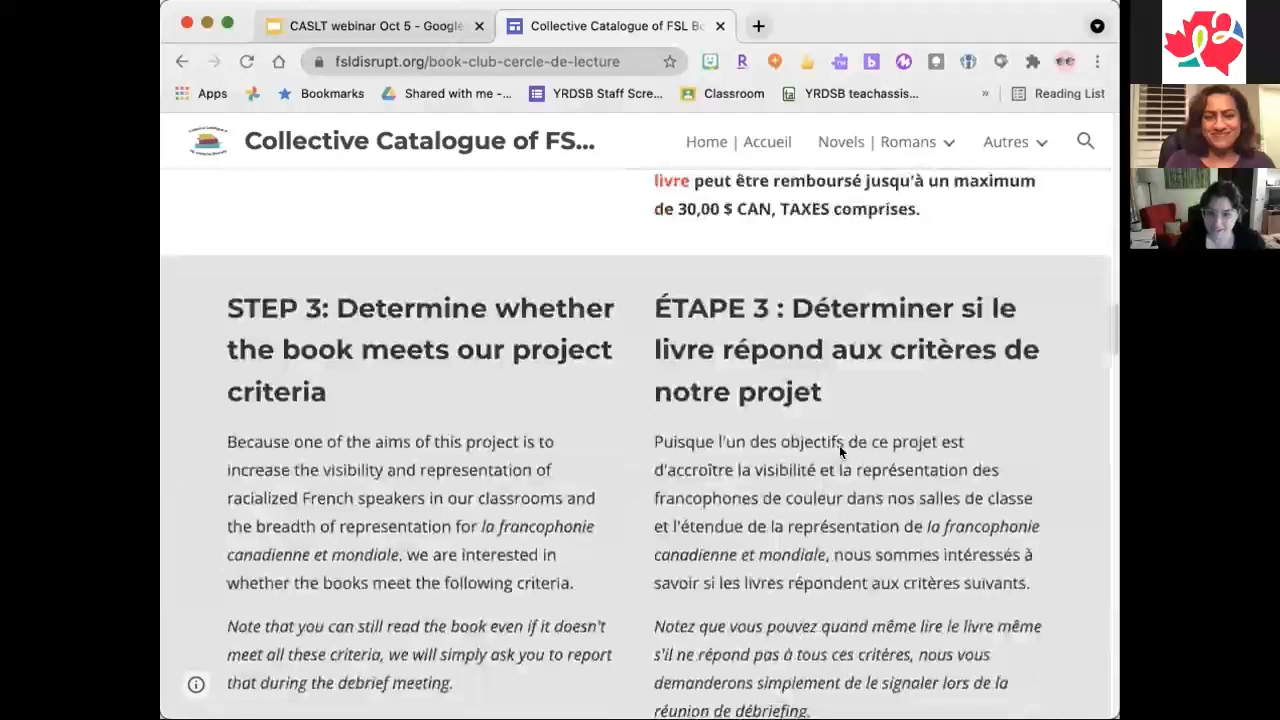 CASLT webinar Oct 5 - Google
Collective Catalogue of FSL Bo
fsldisrupt.org/book-club-cercle-de-lecture
Apps
Bookmarks
Shared with me -...
YRDSB Staff Scre...
Classroom
YRDSB teachassis...
»
Reading List
Collective Catalogue of FS...
Home | Accueil
Novels | Romans
Autres
livre peut être remboursé jusqu'à un maximum
de 30,00 $ CAN, TAXES comprises.
STEP 3: Determine whether
the book meets our project
criteria
Because one of the aims of this project is to
increase the visibility and representation of
racialized French speakers in our classrooms and
the breadth of representation for la francophonie
canadienne et mondiale, we are interested in
whether the books meet the following criteria.
Note that you can still read the book even if it doesn't
meet all these criteria, we will simply ask you to report
that during the debrief meeting.
ÉTAPE 3 : Déterminer si le
livre répond aux critères de
notre projet
Puisque l'un des objectifs de ce projet est
d'accroître la visibilité et la représentation des
francophones de couleur dans nos salles de classe
et l'étendue de la représentation de la francophonie
canadienne et mondiale, nous sommes intéressés à
savoir si les livres répondent aux critères suivants.
Notez que vous pouvez quand même lire le livre même
s'il ne répond pas à tous ces critères, nous vous
demanderons simplement de le signaler lors de la
réunion de débriefing.